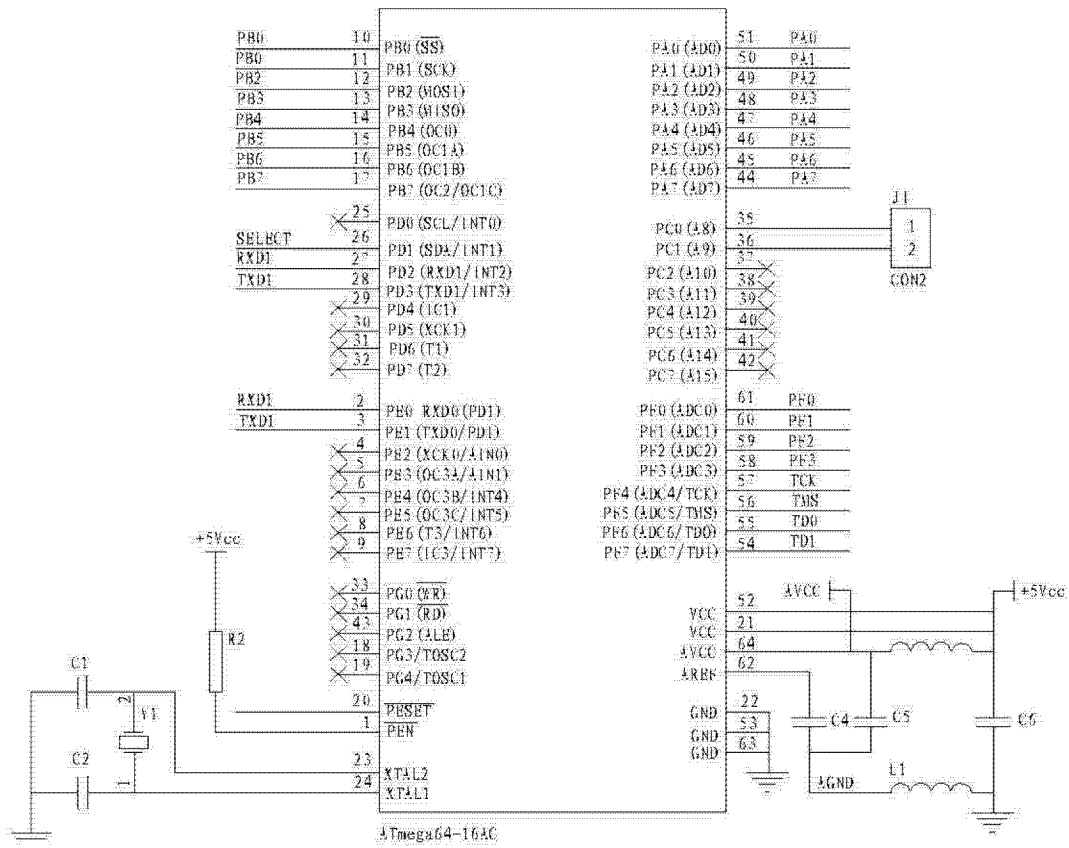 PB0 10 PB0(SS)
PB0 11 PB1(SCK)
PB2 12 PB2(MOSI)
PB3 13 PB3(MISO)
PB4 14 PB4(OC0)
PB5 15 PB5(OC1A)
PB6 16 PB6(OC1B)
PB7 17 PB7(OC2/OC1C)
25 PD0(SCL/INT0)
SELECT 26 PD1(SDA/INT1)
RXD1 27 PD2(RXD1/INT2)
TXD1 28 PD3(TXD1/INT3)
29 PD4(IC1)
30 PD5(XCK1)
31 PD6(T1)
32 PD7(T2)
RXD1 2 PE0 RXD0(PD1)
TXD1 3 PE1(TXD0/PD1)
4 PE2(XCK0/AIN0)
5 PE3(OC3A/AIN1)
6 PE4(OC3B/INT4)
7 PE5(OC3C/INT5)
8 PE6(T3/INT6)
9 PE7(IC3/INT7)
+5Vcc
33 PG0(WR)
34 PG1(RD)
43 PG2(ALE)
18 PG3/TOSC2
19 PG4/TOSC1
R2
20 RESET
1 PEN
23 XTAL2
24 XTAL1
C1
2
Y1
C2
1
PA0(AD0) 51 PA0
PA1(AD1) 50 PA1
PA2(AD2) 49 PA2
PA3(AD3) 48 PA3
PA4(AD4) 47 PA4
PA5(AD5) 46 PA5
PA6(AD6) 45 PA6
PA7(AD7) 44 PA7
J1
PC0(A8) 35 1
PC1(A9) 36 2
CON2
PC2(A10) 37
PC3(A11) 38
PC4(A12) 39
PC5(A13) 40
PC6(A14) 41
PC7(A15) 42
PF0(ADC0) 61 PF0
PF1(ADC1) 60 PF1
PF2(ADC2) 59 PF2
PF3(ADC3) 58 PF3
PF4(ADC4/TCK) 57 TCK
PF5(ADC5/TMS) 56 TMS
PF6(ADC6/TD0) 55 TD0
PF7(ADC7/TD1) 54 TD1
AVCC
+5Vcc
VCC 52
VCC 21
AVCC 64
AREF 62
GND 22
GND 53
GND 63
C4
C5
C6
AGND
L1
ATmega64-16AC